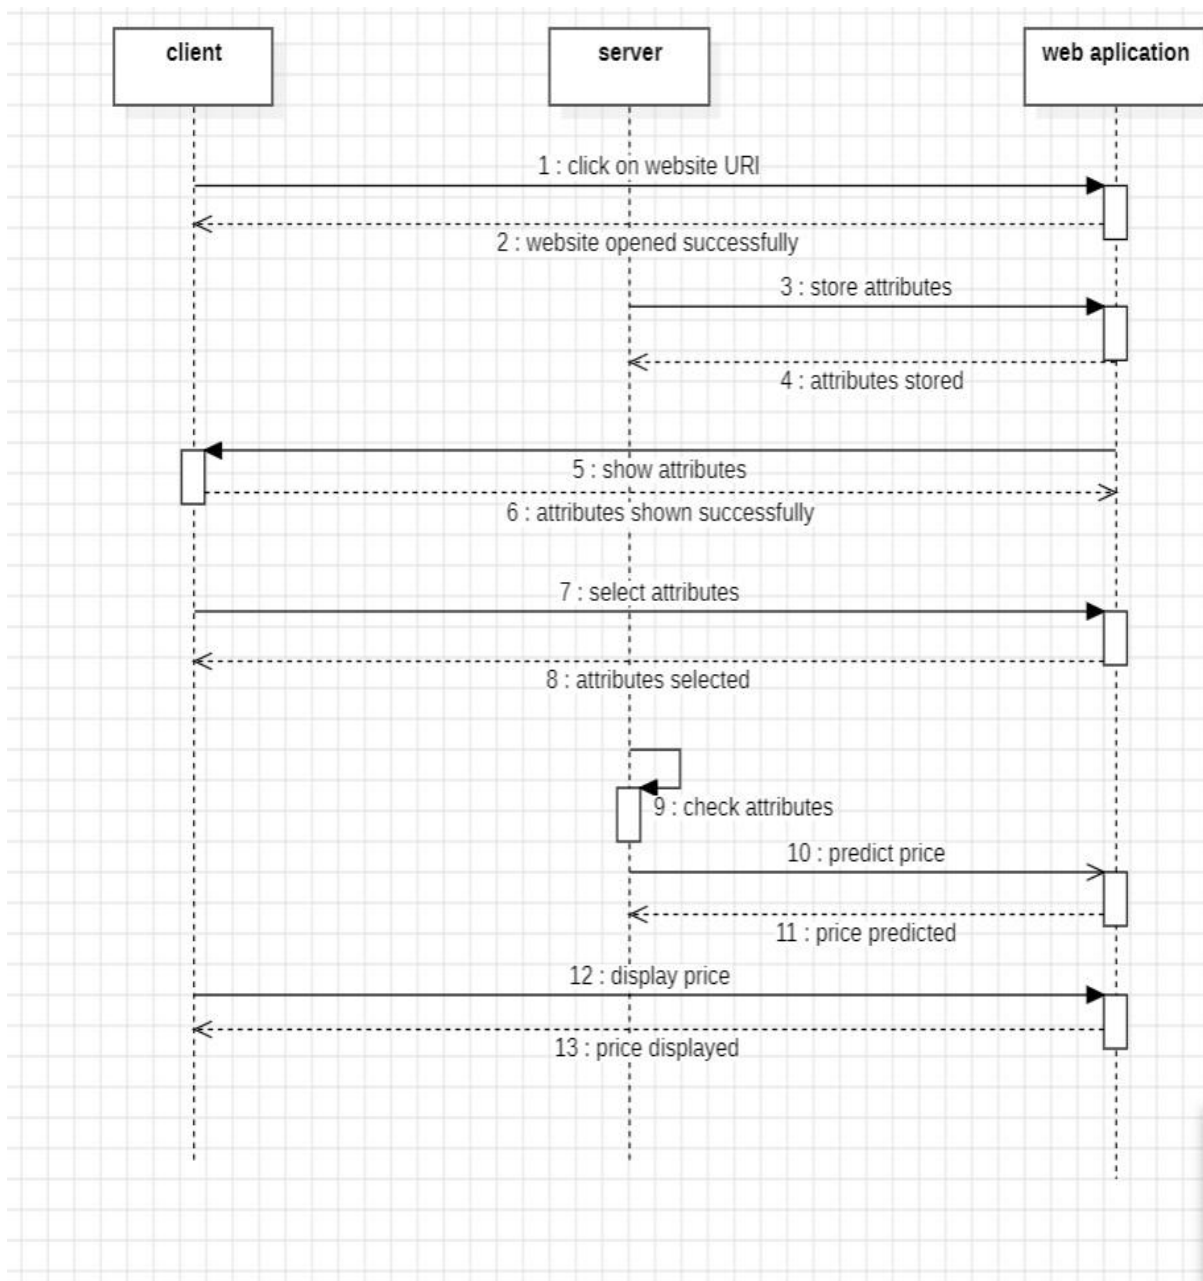 client
server
web aplication
1 : click on website URI
2 : website opened successfully
3 : store attributes
4 : attributes stored
5 : show attributes
6 : attributes shown successfully
7 : select attributes
8 : attributes selected
9 : check attributes
10 : predict price
11 : price predicted
12 : display price
13 : price displayed